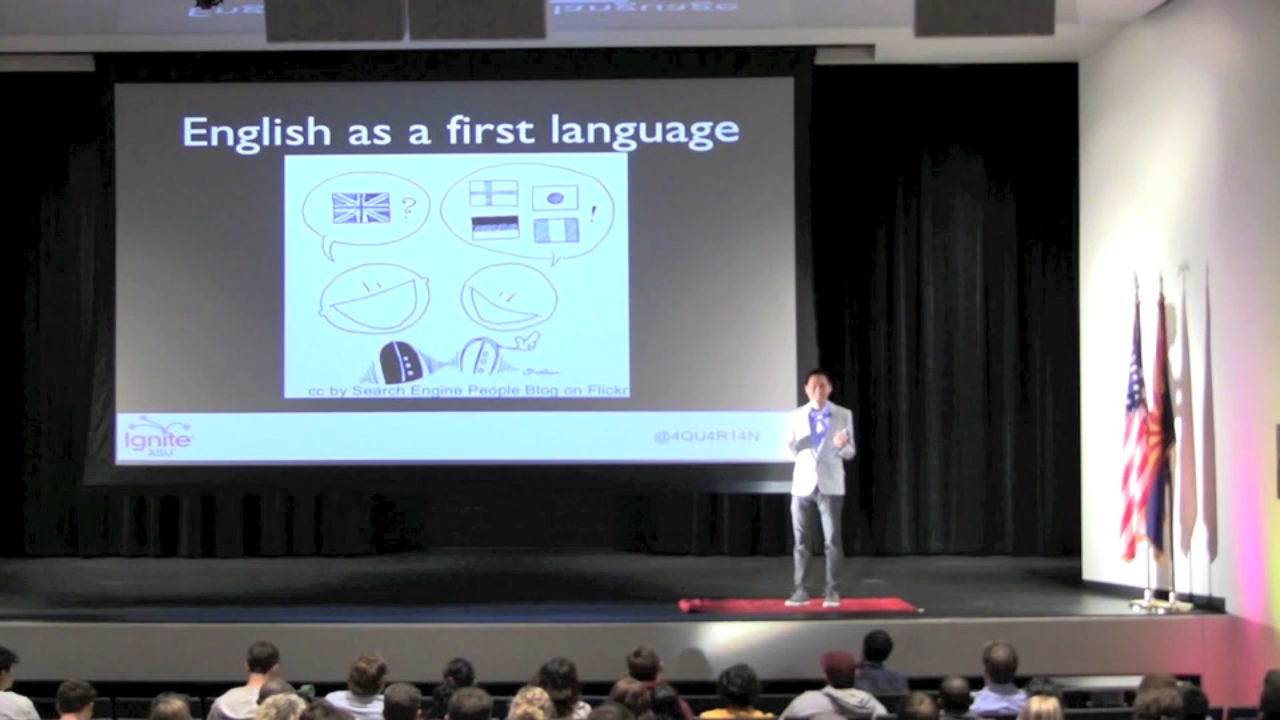 English as a first language
?
!
cc by Search Engine People Blog on Flickr
Ignite
ASU
@4QU4R14N